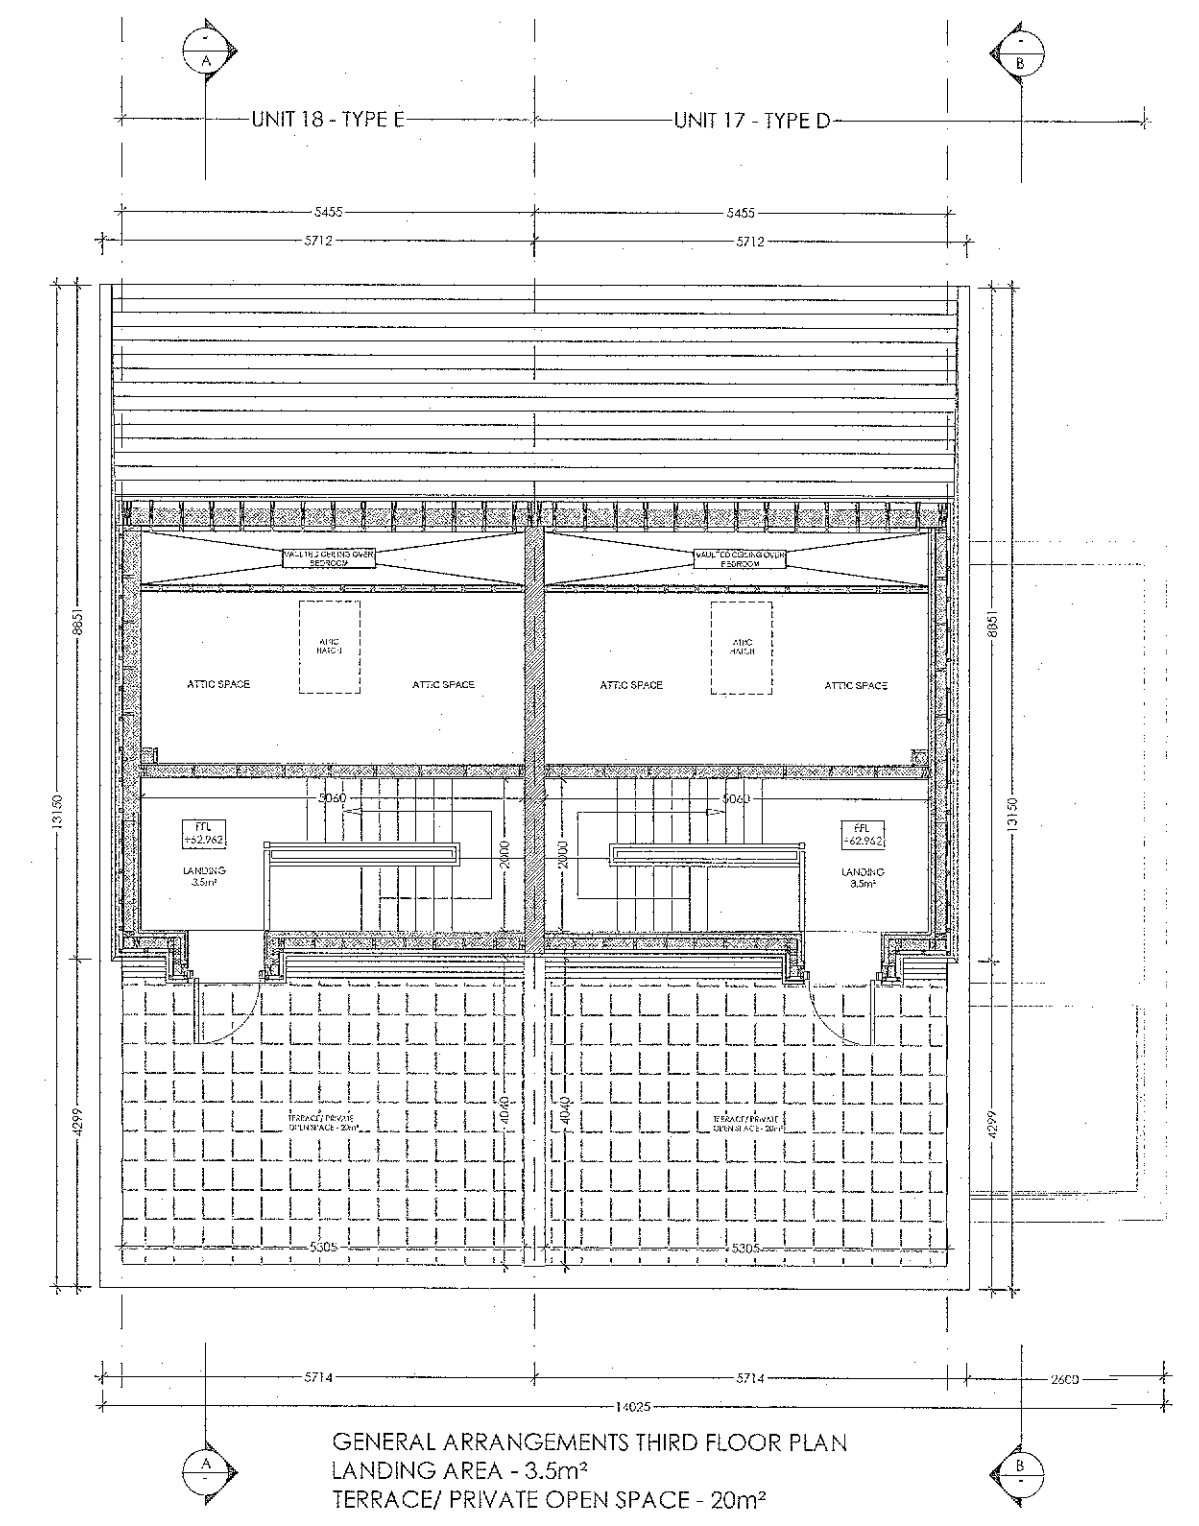 -
A
-
B
UNIT 18 - TYPE E
UNIT 17 - TYPE D
5455
5455
5712
5712
VAULTED CEILING OVER
BEDROOM
VAULTED CEILING OVER
BEDROOM
8851
8851
ATTIC
HATCH
ATTIC
HATCH
ATTIC SPACE
ATTIC SPACE
ATTIC SPACE
ATTIC SPACE
13150
13150
5060
5060
FFL
+62.962
FFL
+62.962
2000
2000
LANDING
3.5m²
LANDING
3.5m²
4299
4299
4040
4040
TERRACE/ PRIVATE
OPEN SPACE - 20m²
TERRACE/ PRIVATE
OPEN SPACE - 20m²
5305
5305
5714
5714
2600
14025
A
-
B
-
GENERAL ARRANGEMENTS THIRD FLOOR PLAN
LANDING AREA - 3.5m²
TERRACE/ PRIVATE OPEN SPACE - 20m²